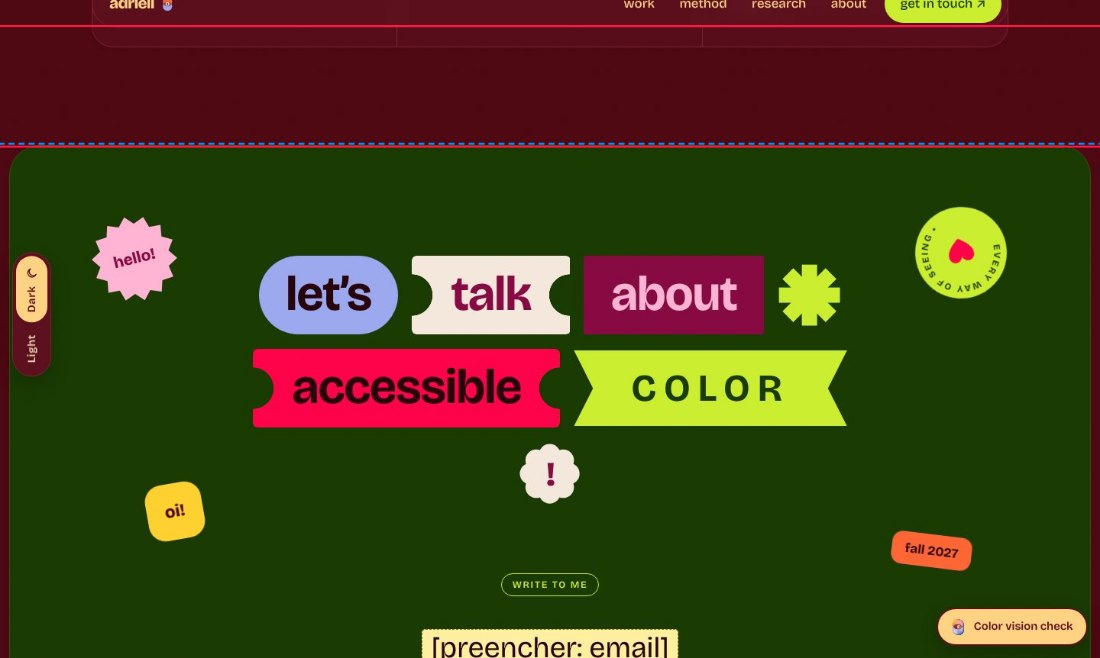 adriell
work method research about get in touch ↗
hello!
EVERY WAY OF SEEING •
let's talk about
accessible COLOR
!
Dark
Light
oi!
fall 2027
WRITE TO ME
Color vision check
[preencher: email]